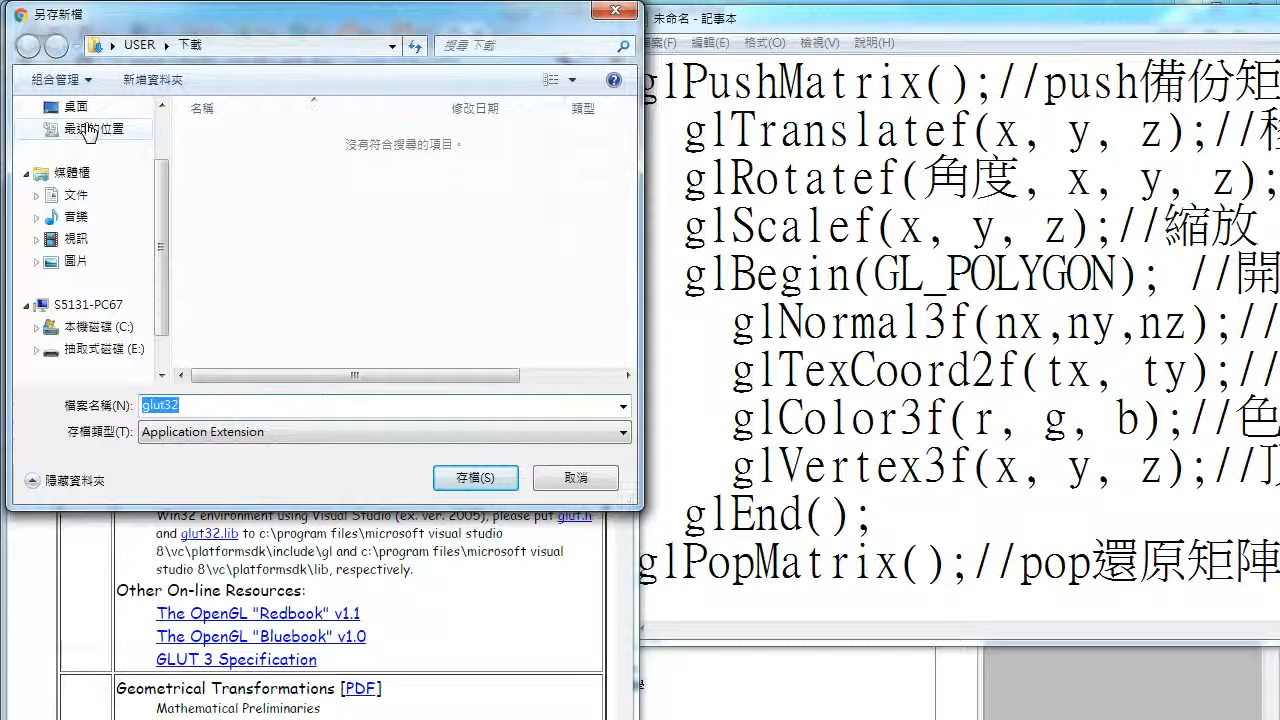 另存新檔
USER
下載
搜尋 下載
組合管理
新增資料夾
桌面
最近的位置
媒體櫃
文件
音樂
視訊
圖片
S5131-PC67
本機磁碟 (C:)
抽取式磁碟 (E:)
名稱
修改日期
類型
沒有符合搜尋的項目。
檔案名稱(N):
glut32
存檔類型(T):
Application Extension
隱藏資料夾
存檔(S)
取消
Win32 environment using Visual Studio (ex. ver. 2005), please put glut.h
and glut32.lib to c:\program files\microsoft visual studio
8\vc\platformsdk\include\gl and c:\program files\microsoft visual
studio 8\vc\platformsdk\lib, respectively.
Other On-line Resources:
The OpenGL "Redbook" v1.1
The OpenGL "Bluebook" v1.0
GLUT 3 Specification
Geometrical Transformations [PDF]
Mathematical Preliminaries
未命名 - 記事本
檔案(F) 編輯(E) 格式(O) 檢視(V) 說明(H)
glPushMatrix();//push備份矩
glTranslatef(x, y, z);//移
glRotatef(角度, x, y, z);
glScalef(x, y, z);//縮放
glBegin(GL_POLYGON); //開
glNormal3f(nx,ny,nz);//
glTexCoord2f(tx, ty);//
glColor3f(r, g, b);//色
glVertex3f(x, y, z);//頂
glEnd();
glPopMatrix();//pop還原矩陣